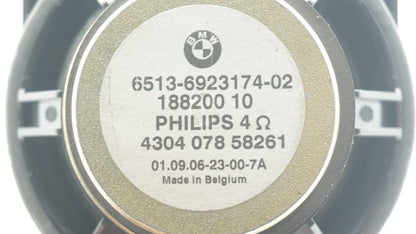 BMW
6513-6923174-02
188200 10
PHILIPS 4 Ω
4304 078 58261
01.09.06-23-00-7A
Made in Belgium